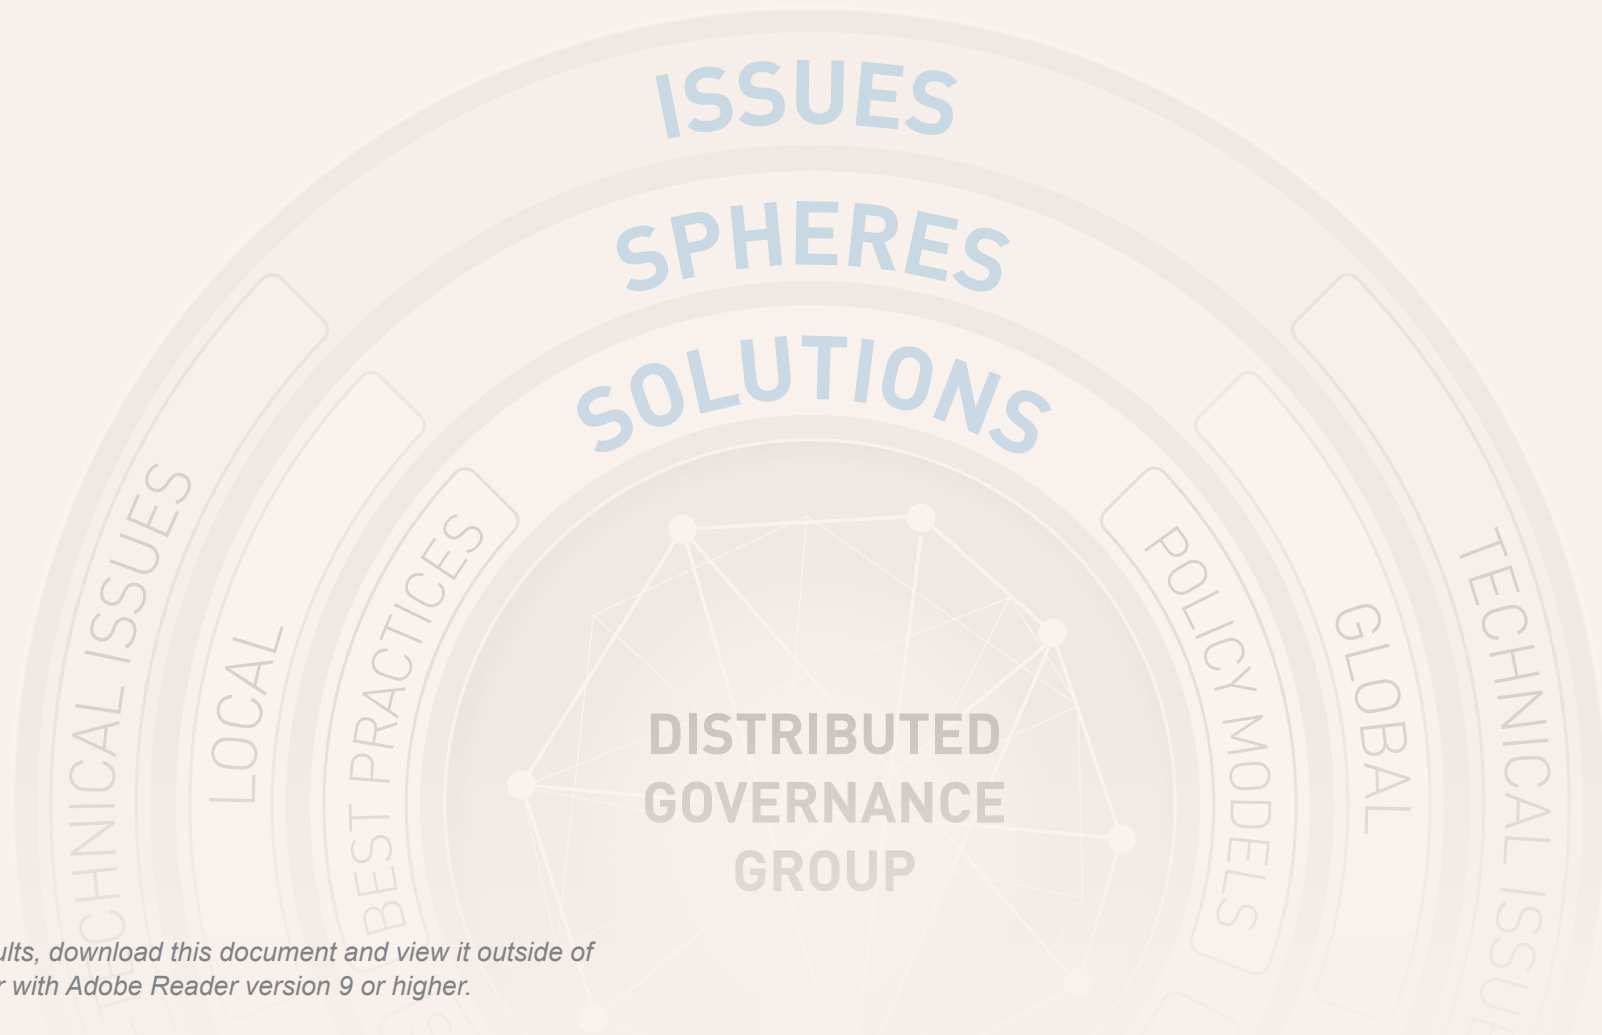 ISSUES
SPHERES
SOLUTIONS
TECHNICAL ISSUES
LOCAL
BEST PRACTICES
POLICY MODELS
GLOBAL
TECHNICAL ISSU
DISTRIBUTED
GOVERNANCE
GROUP
download this document and view it outside of
with Adobe Reader version 9 or higher.